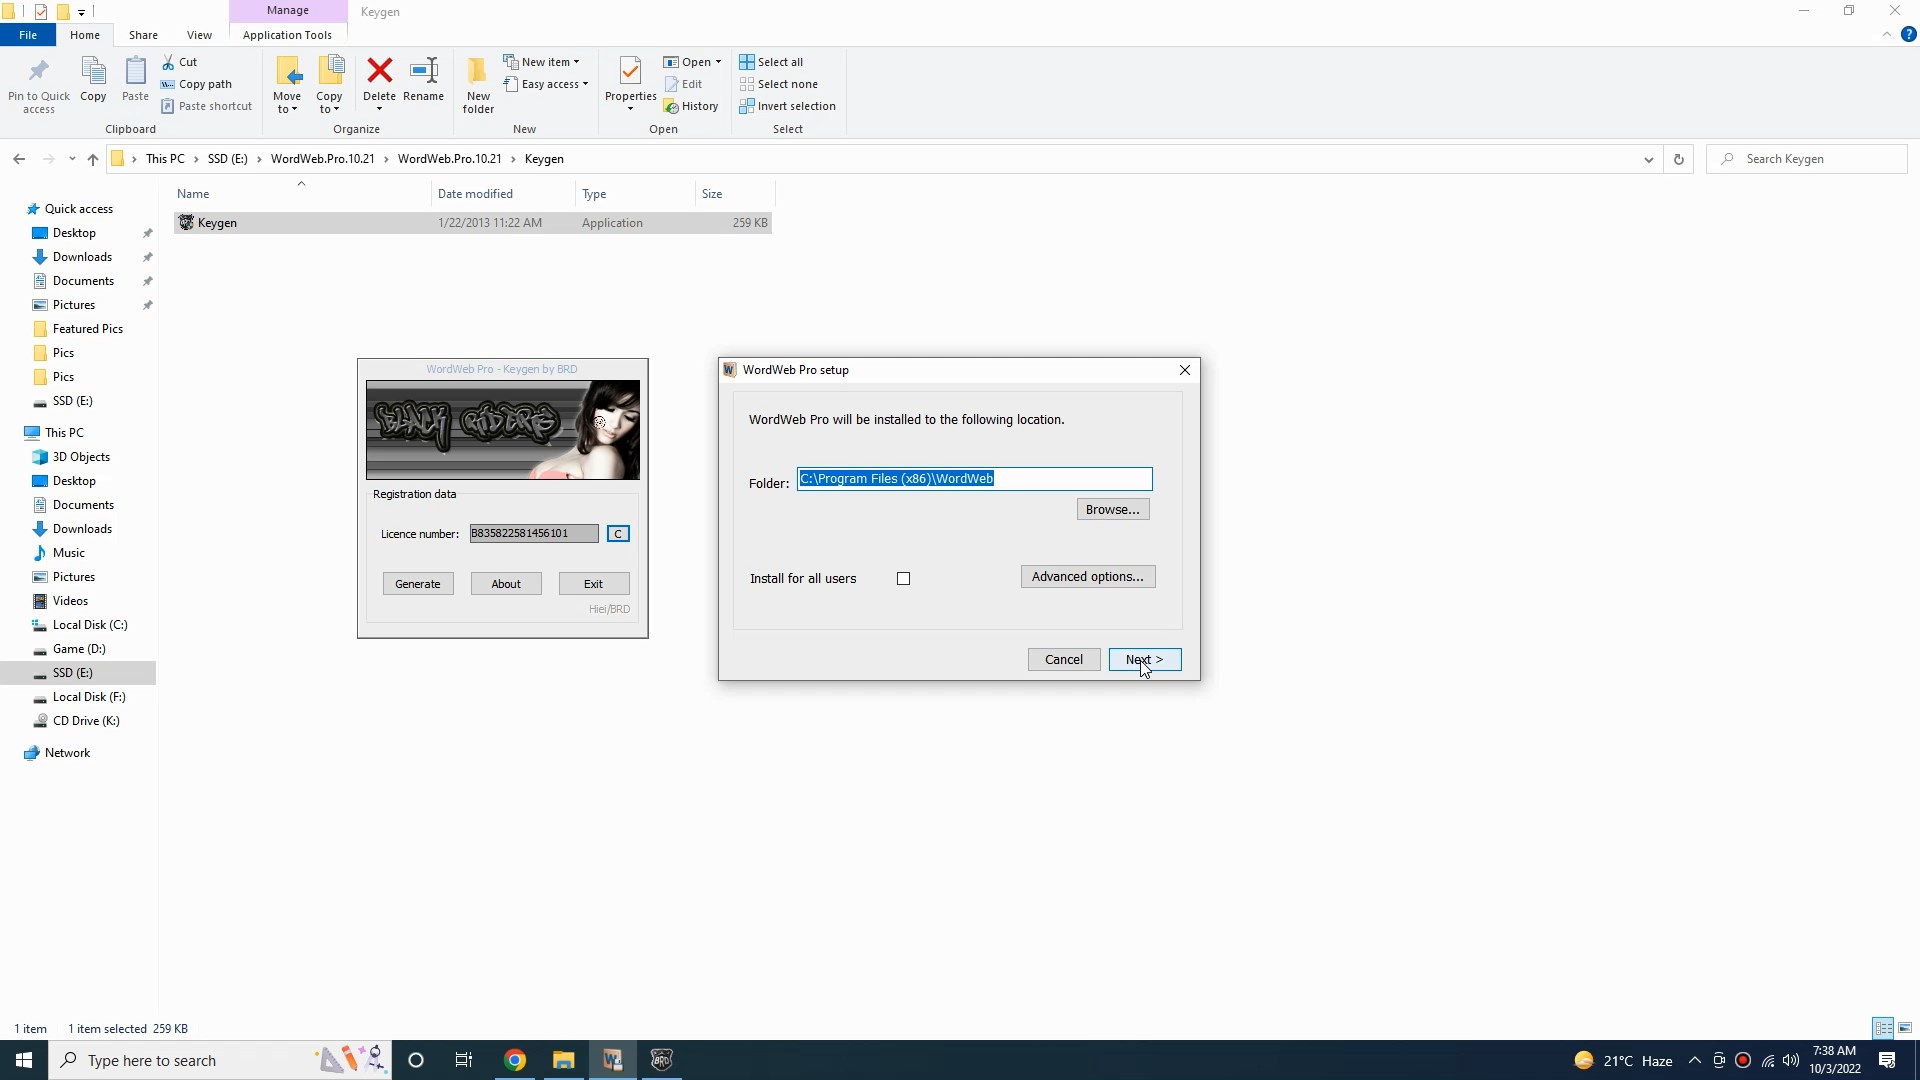 Manage
Keygen
File
Home
Share
View
Application Tools
Pin to Quick access
Copy
Paste
Cut
Copy path
Paste shortcut
Move to
Copy to
Delete
Rename
New folder
New item
Easy access
Properties
Open
Edit
History
Select all
Select none
Invert selection
Clipboard
Organize
New
Open
Select
This PC > SSD (E:) > WordWeb.Pro.10.21 > WordWeb.Pro.10.21 > Keygen
Search Keygen
Name
Date modified
Type
Size
Keygen
1/22/2013 11:22 AM
Application
259 KB
Quick access
Desktop
Downloads
Documents
Pictures
Featured Pics
Pics
Pics
SSD (E:)
This PC
3D Objects
Desktop
Documents
Downloads
Music
Pictures
Videos
Local Disk (C:)
Game (D:)
SSD (E:)
Local Disk (F:)
CD Drive (K:)
Network
WordWeb Pro - Keygen by BRD
BLACK RIDERS
Registration data
Licence number: B835822581456101 C
Generate
About
Exit
Hiei/BRD
WordWeb Pro setup
WordWeb Pro will be installed to the following location.
Folder: C:\Program Files (x86)\WordWeb
Browse...
Install for all users
Advanced options...
Cancel
Next >
1 item
1 item selected 259 KB
Type here to search
BRD
21°C Haze
7:38 AM
10/3/2022